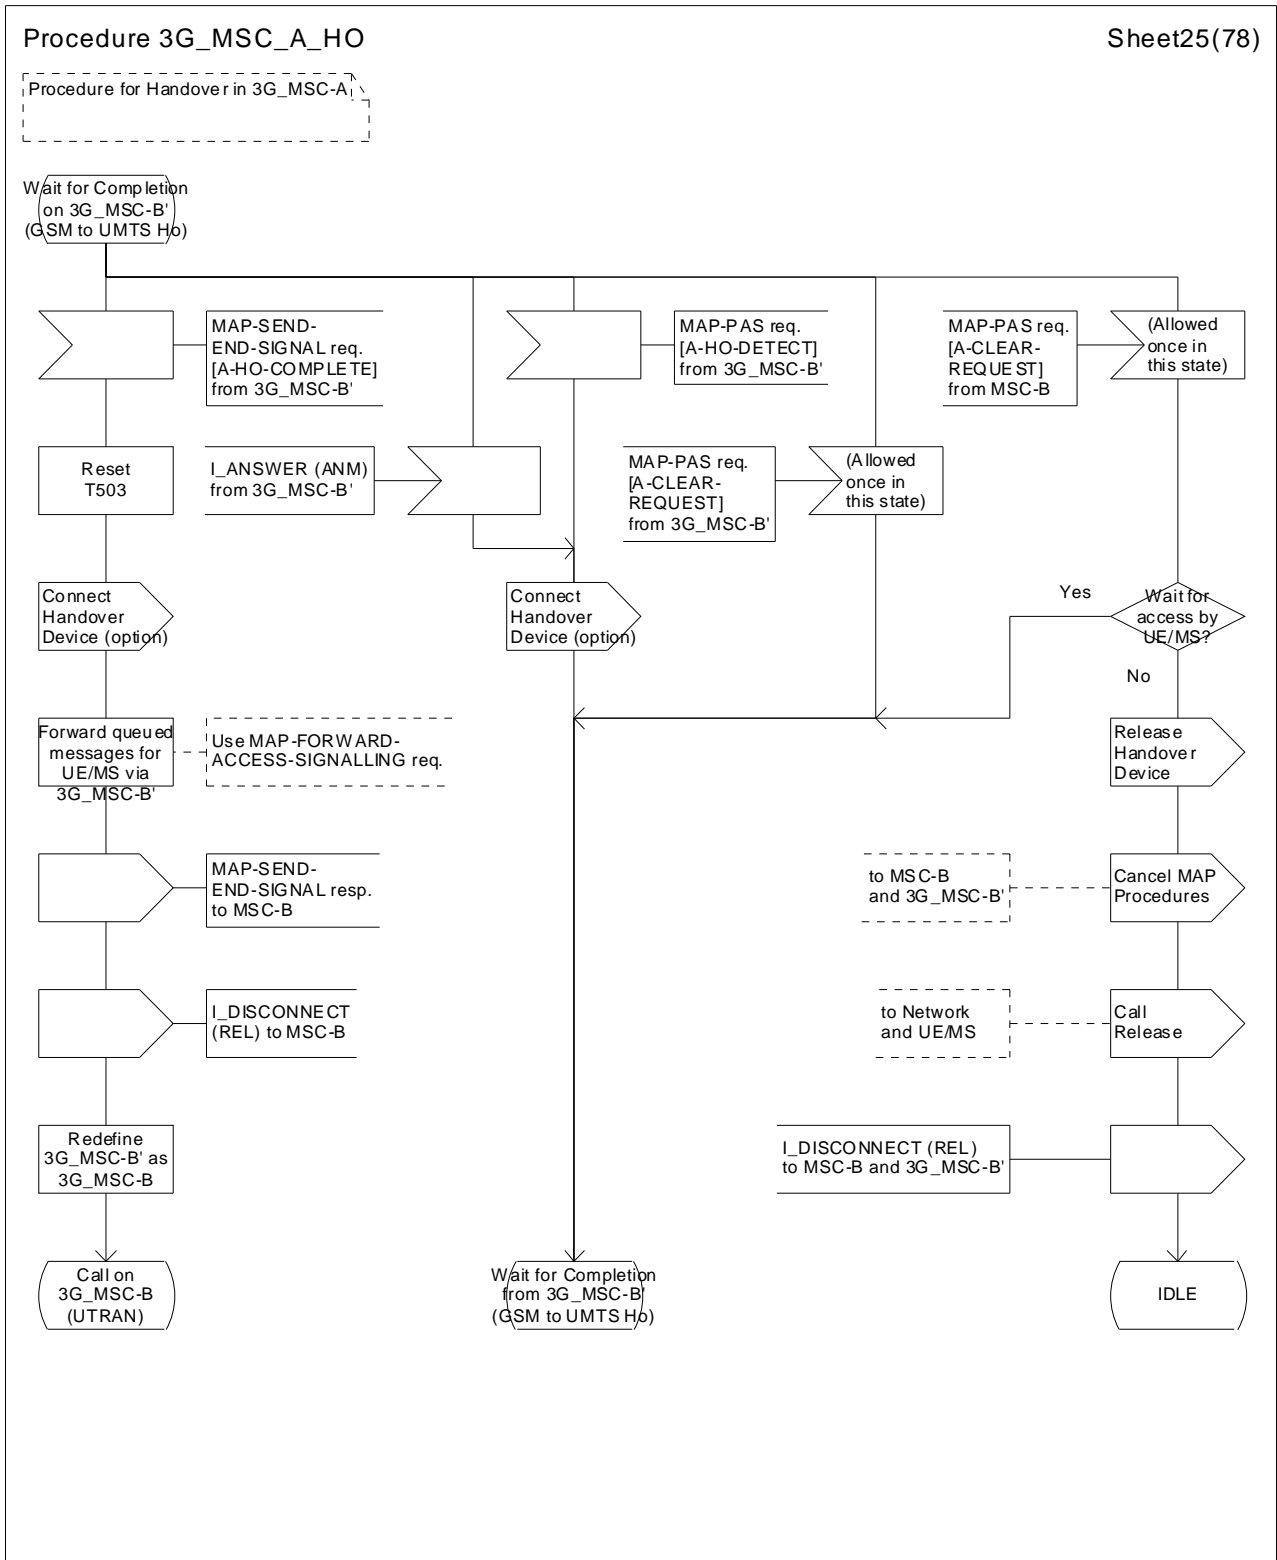 Procedure 3G_MSC_A_HO
Sheet25(78)
Procedure for Handover in 3G_MSC-A
Wait for Completion
on 3G_MSC-B'
(GSM to UMTS Ho)
MAP-SEND-
END-SIGNAL req.
[A-HO-COMPLETE]
from 3G_MSC-B'
MAP-PAS req.
[A-HO-DETECT]
from 3G_MSC-B'
MAP-PAS req.
[A-CLEAR-
REQUEST]
from MSC-B
(Allowed
once in
this state)
Reset
T503
I_ANSWER (ANM)
from 3G_MSC-B'
MAP-PAS req.
[A-CLEAR-
REQUEST]
from 3G_MSC-B'
(Allowed
once in
this state)
Connect
Handover
Device (option)
Connect
Handover
Device (option)
Yes
Wait for
access by
UE/MS?
No
Forward queued
messages for
UE/MS via
3G_MSC-B'
Use MAP-FORWARD-
ACCESS-SIGNALLING req.
Release
Handover
Device
MAP-SEND-
END-SIGNAL resp.
to MSC-B
to MSC-B
and 3G_MSC-B'
Cancel MAP
Procedures
I_DISCONNECT
(REL) to MSC-B
to Network
and UE/MS
Call
Release
Redefine
3G_MSC-B' as
3G_MSC-B
I_DISCONNECT (REL)
to MSC-B and 3G_MSC-B'
Call on
3G_MSC-B
(UTRAN)
Wait for Completion
from 3G_MSC-B'
(GSM to UMTS Ho)
IDLE